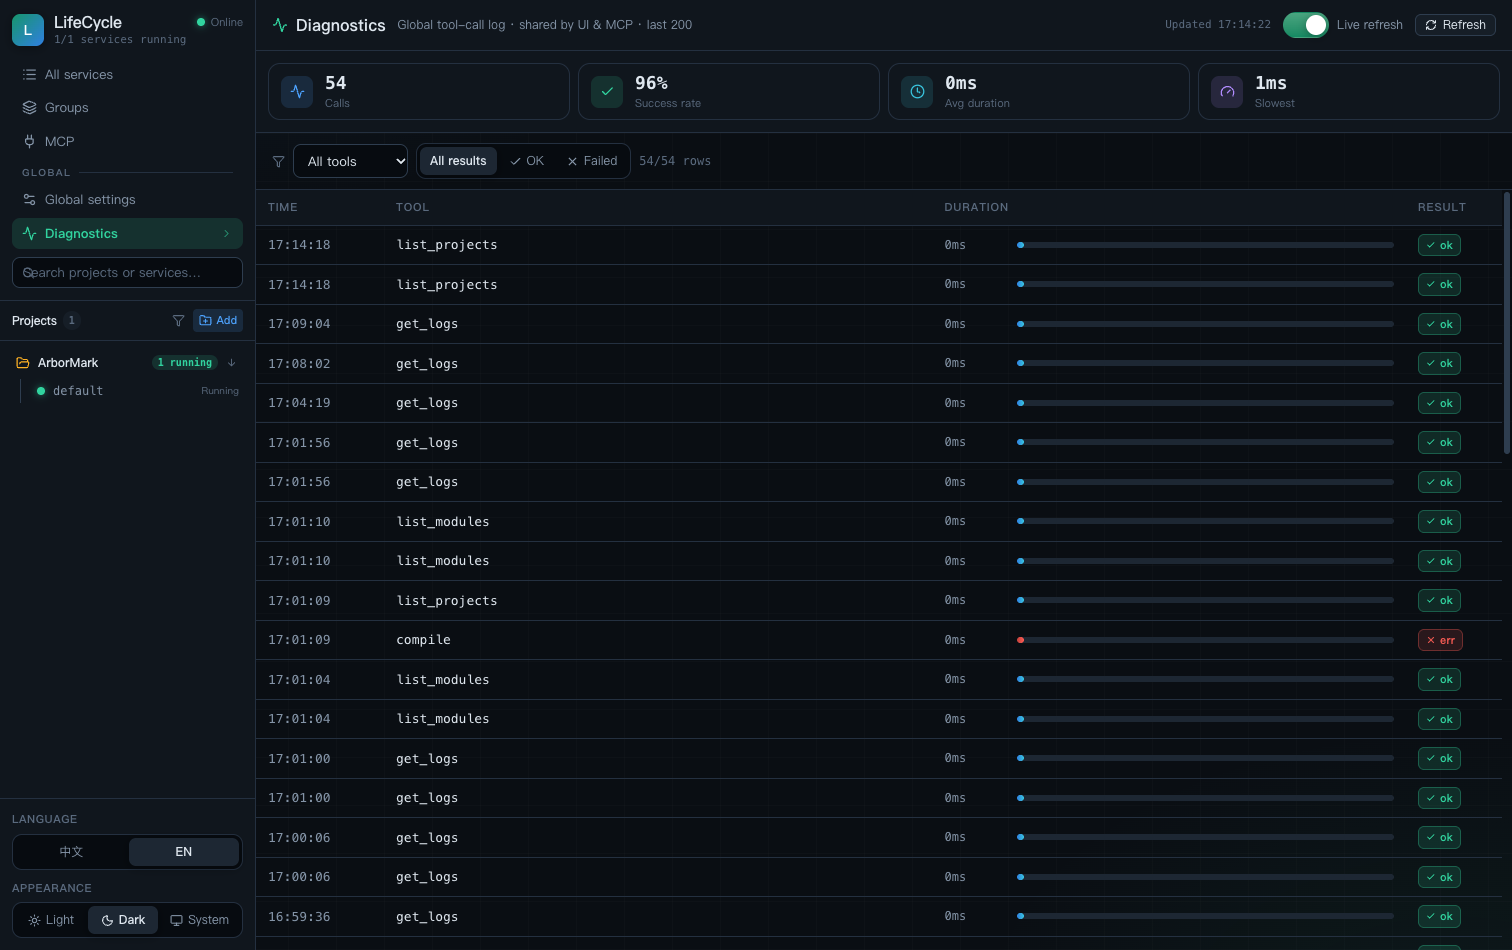 L
LifeCycle
Online
1/1 services running
All services
Groups
MCP
GLOBAL
Global settings
Diagnostics
Search projects or services...
Projects 1
Add
ArborMark
1 running
default
Running
LANGUAGE
中文
EN
APPEARANCE
Light
Dark
System
Diagnostics
Global tool-call log · shared by UI & MCP · last 200
Updated 17:14:22
Live refresh
Refresh
54
Calls
96%
Success rate
0ms
Avg duration
1ms
Slowest
All tools
All results
OK
Failed
54/54 rows
TIME TOOL DURATION RESULT
17:14:18 list_projects 0ms ok
17:14:18 list_projects 0ms ok
17:09:04 get_logs 0ms ok
17:08:02 get_logs 0ms ok
17:04:19 get_logs 0ms ok
17:01:56 get_logs 0ms ok
17:01:56 get_logs 0ms ok
17:01:10 list_modules 0ms ok
17:01:10 list_modules 0ms ok
17:01:09 list_projects 0ms ok
17:01:09 compile 0ms err
17:01:04 list_modules 0ms ok
17:01:04 list_modules 0ms ok
17:01:00 get_logs 0ms ok
17:01:00 get_logs 0ms ok
17:00:06 get_logs 0ms ok
17:00:06 get_logs 0ms ok
16:59:36 get_logs 0ms ok